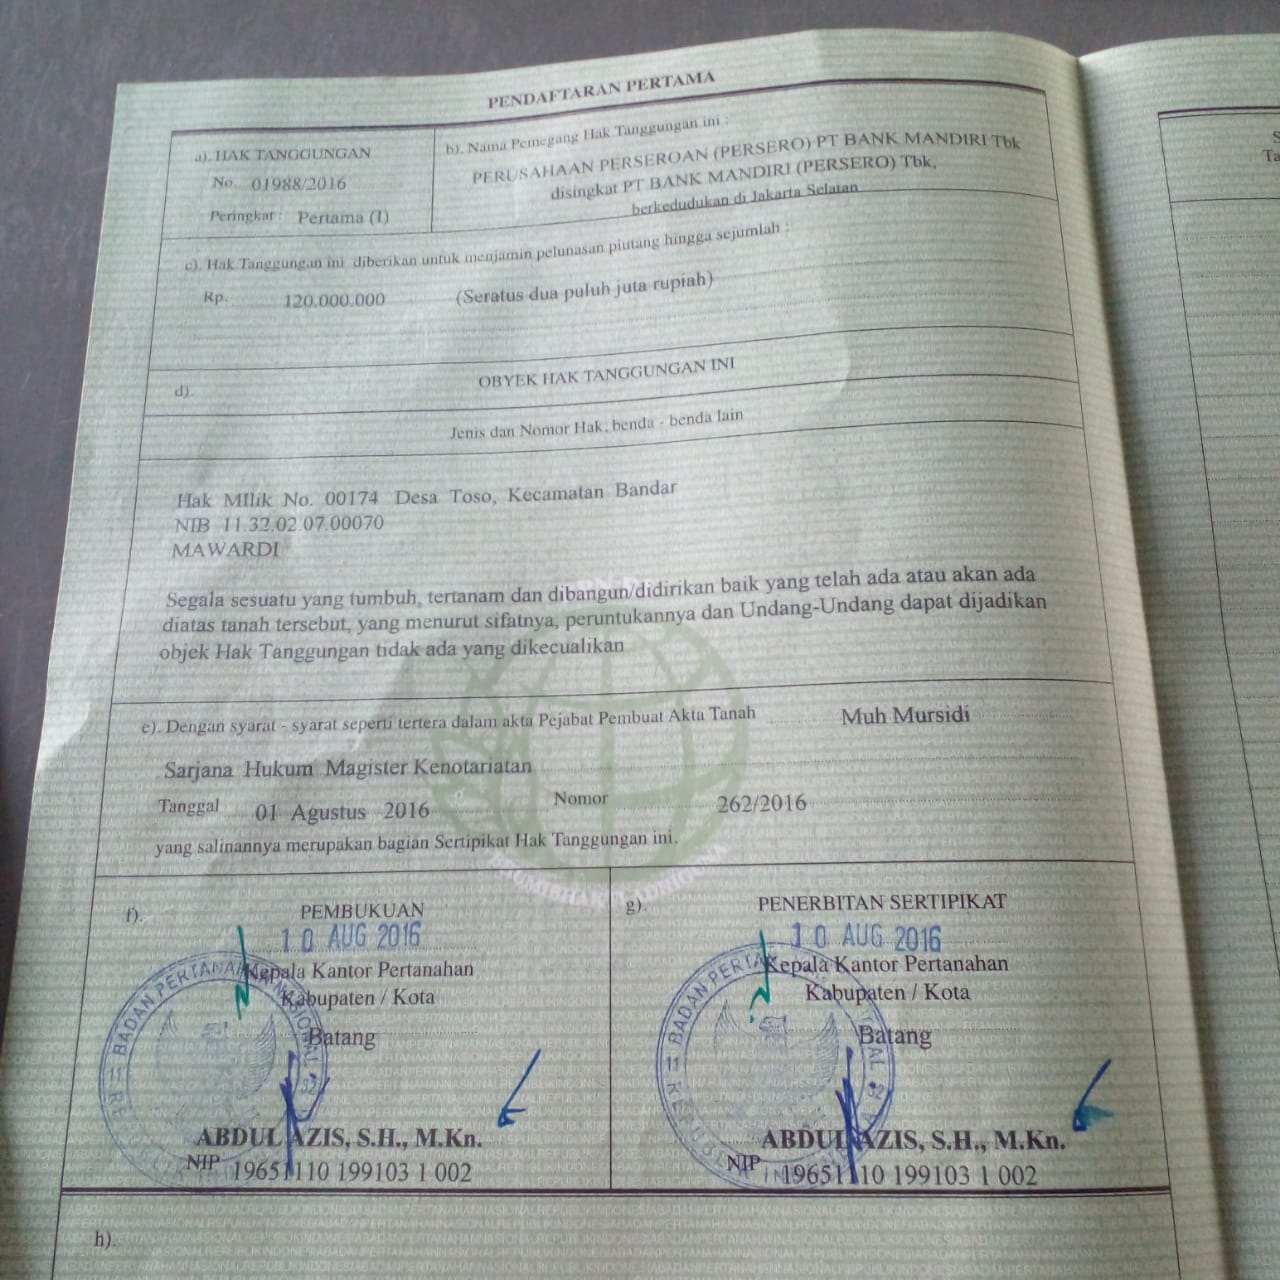 PENDAFTARAN PERTAMA
a). HAK TANGGUNGAN
No. 01988/2016
Peringkat : Pertama (I)
b). Nama Pemegang Hak Tanggungan ini :
PERUSAHAAN PERSEROAN (PERSERO) PT BANK MANDIRI Tbk
disingkat PT BANK MANDIRI (PERSERO) Tbk,
berkedudukan di Jakarta Selatan
c). Hak Tanggungan ini diberikan untuk menjamin pelunasan piutang hingga sejumlah :
Rp. 120.000.000 (Seratus dua puluh juta rupiah)
d). OBYEK HAK TANGGUNGAN INI
Jenis dan Nomor Hak, benda - benda lain
Hak MIlik No. 00174 Desa Toso, Kecamatan Bandar
NIB 11.32.02.07.00070
MAWARDI
Segala sesuatu yang tumbuh, tertanam dan dibangun/didirikan baik yang telah ada atau akan ada
diatas tanah tersebut, yang menurut sifatnya, peruntukannya dan Undang-Undang dapat dijadikan
objek Hak Tanggungan tidak ada yang dikecualikan
e). Dengan syarat - syarat seperti tertera dalam akta Pejabat Pembuat Akta Tanah Muh Mursidi
Sarjana Hukum Magister Kenotariatan
Tanggal 01 Agustus 2016 Nomor 262/2016
yang salinannya merupakan bagian Sertipikat Hak Tanggungan ini.
f). PEMBUKUAN
10 AUG 2016
Kepala Kantor Pertanahan
Kabupaten / Kota
Batang
BADAN PERTANAHAN NASIONAL
11
ABDUL AZIS, S.H., M.Kn.
NIP 19651110 199103 1 002
g). PENERBITAN SERTIPIKAT
10 AUG 2016
Kepala Kantor Pertanahan
Kabupaten / Kota
Batang
11
ABDUL AZIS, S.H., M.Kn.
NIP 19651110 199103 1 002
h).